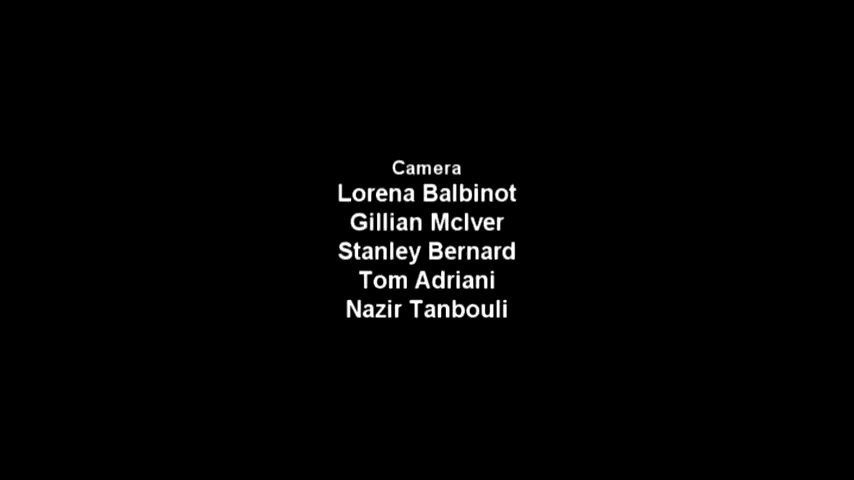 Camera
Lorena Balbinot
Gillian McIver
Stanley Bernard
Tom Adriani
Nazir Tanbouli